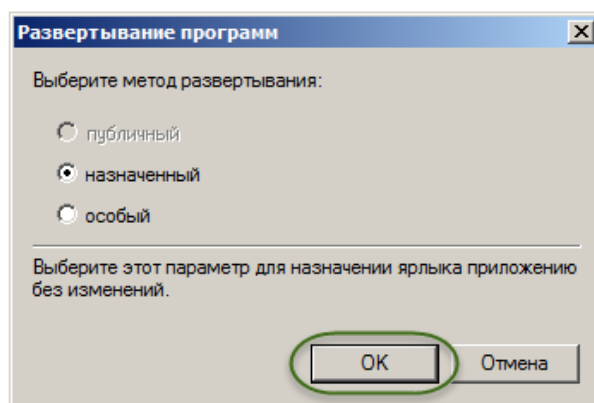 Развертывание программ
Выберите метод развертывания:
публичный
назначенный
особый
Выберите этот параметр для назначении ярлыка приложению
без изменений.
OK
Отмена